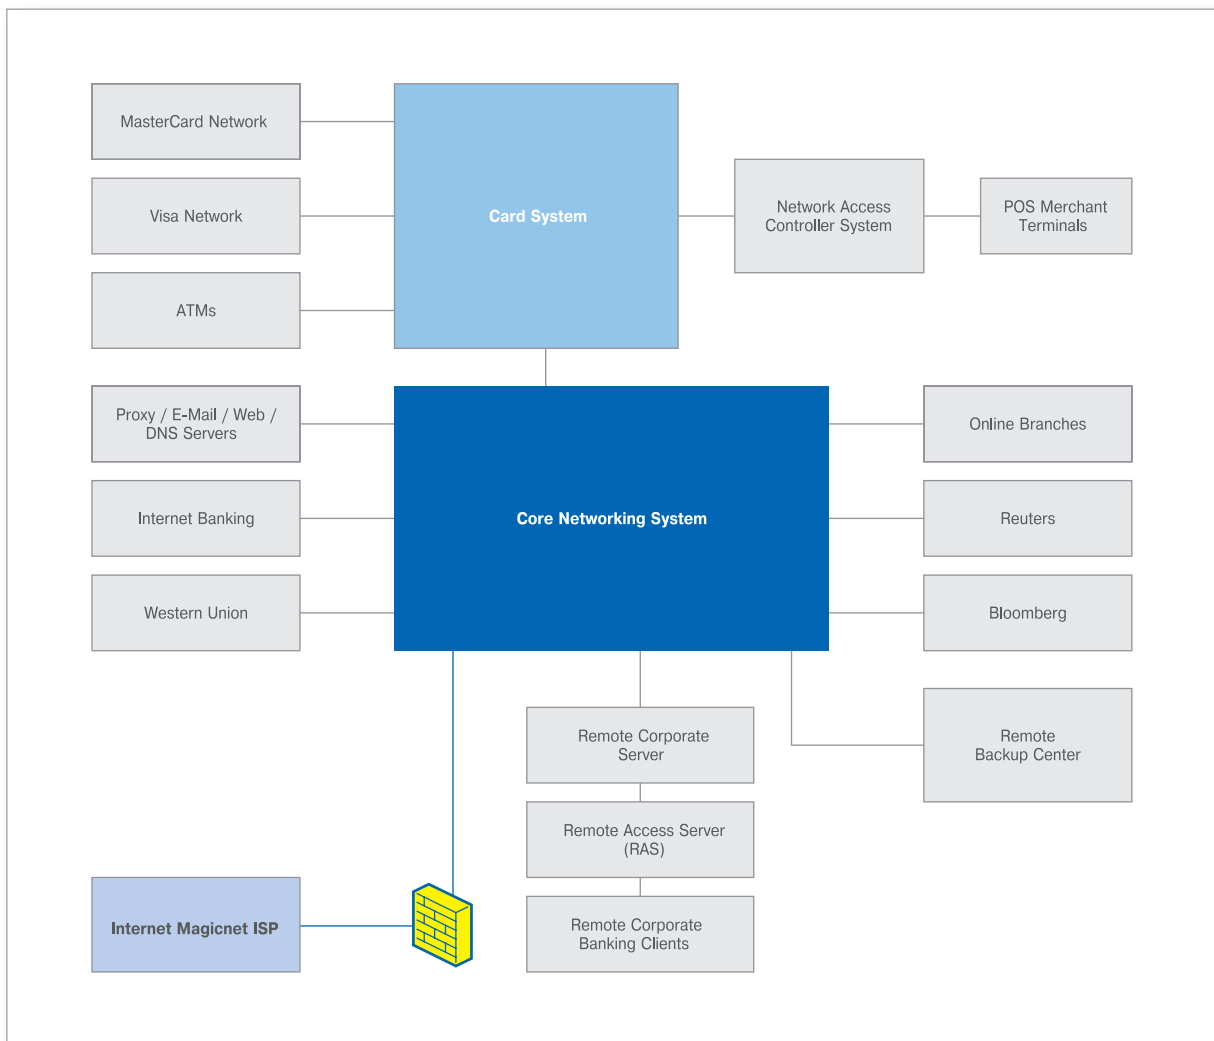 MasterCard Network
Visa Network
ATMs
Card System
Network Access
Controller System
POS Merchant
Terminals
Proxy / E-Mail / Web /
DNS Servers
Internet Banking
Western Union
Core Networking System
Online Branches
Reuters
Bloomberg
Remote
Backup Center
Remote Corporate
Server
Remote Access Server
(RAS)
Remote Corporate
Banking Clients
Internet Magicnet ISP